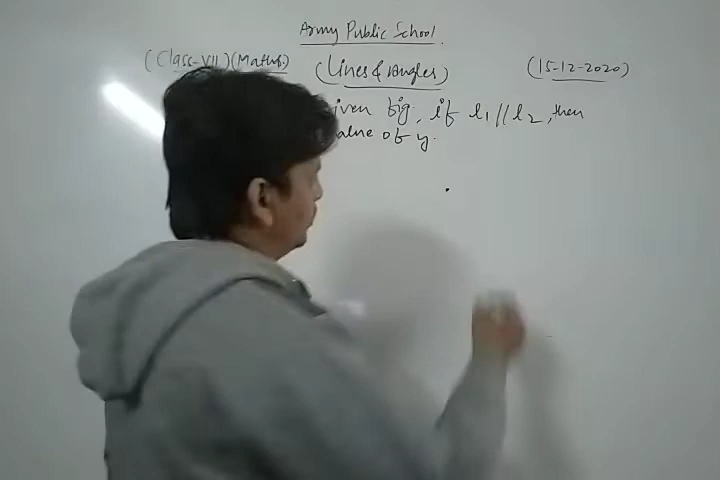 Army Public School.
(Class-VII)(Maths)
(Lines & Angles)
(15-12-2020)
iven fig, if l1//l2, then
alue of y.